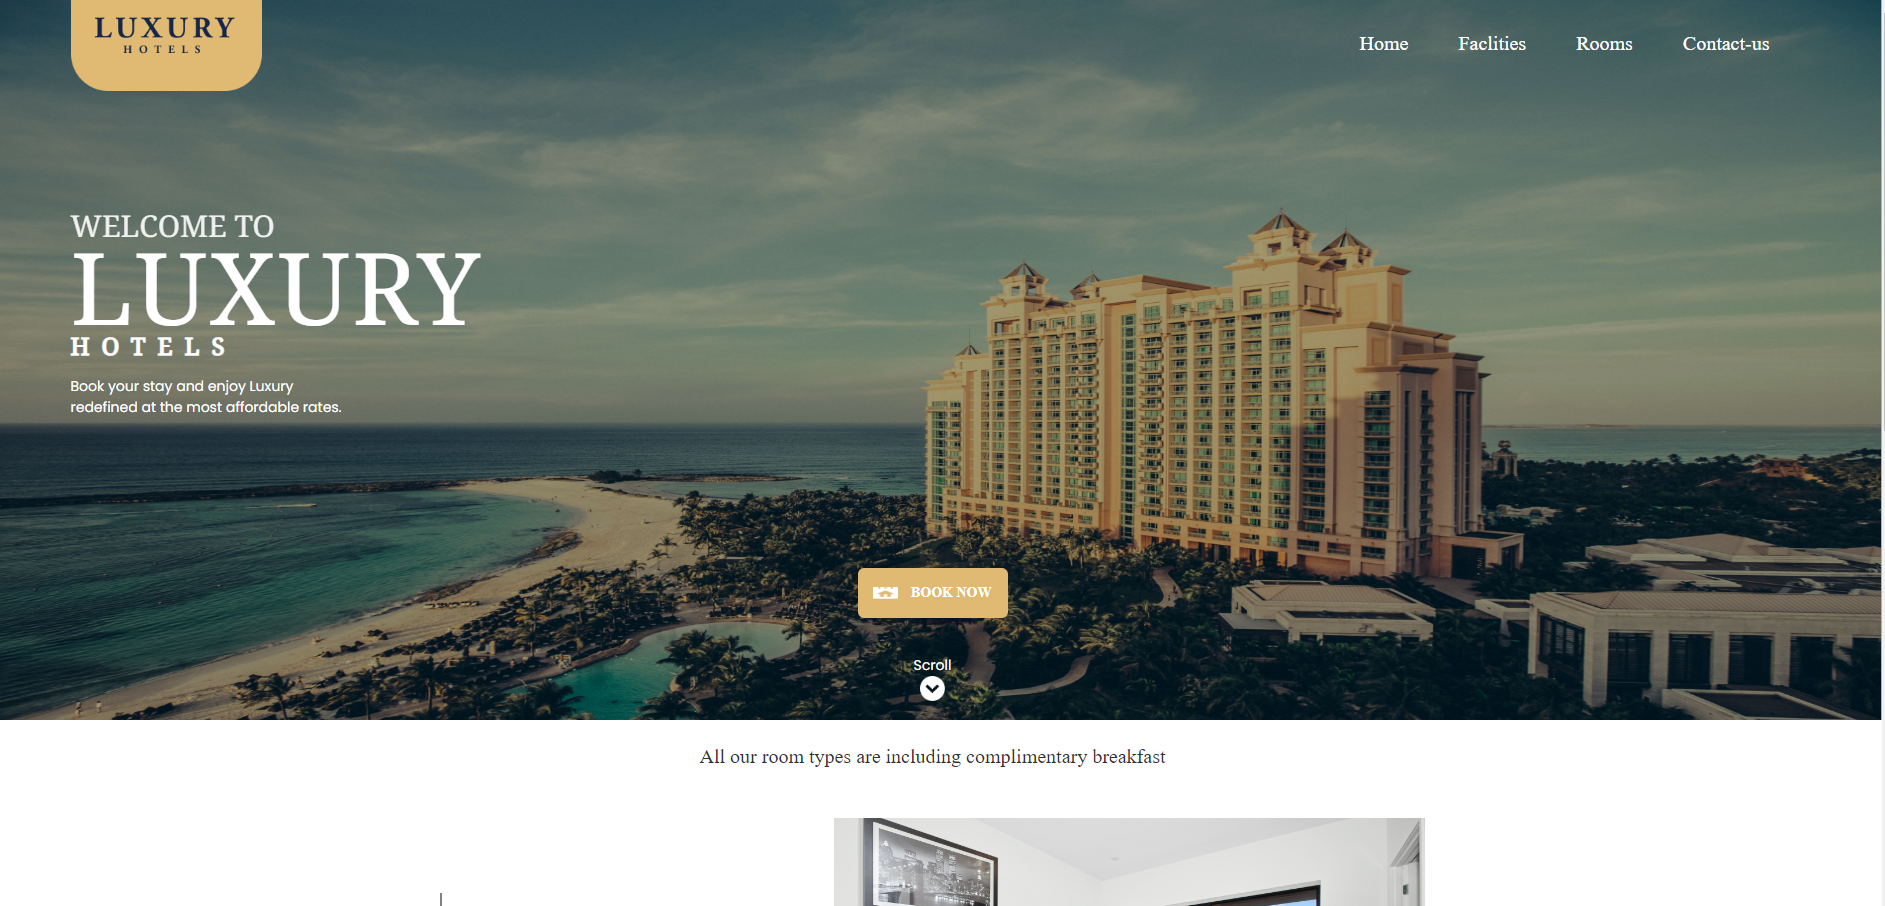 LUXURY
HOTELS
Home
Faclities
Rooms
Contact-us
WELCOME TO
LUXURY
HOTELS
Book your stay and enjoy Luxury
redefined at the most affordable rates.
BOOK NOW
Scroll
All our room types are including complimentary breakfast